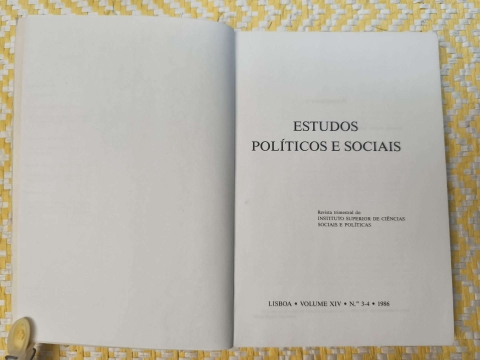 ESTUDOS
POLÍTICOS E SOCIAIS
Revista trimestral do
INSTITUTO SUPERIOR DE CIÊNCIAS
SOCIAIS E POLÍTICAS
LISBOA • VOLUME XIV • N.os 3-4 • 1986